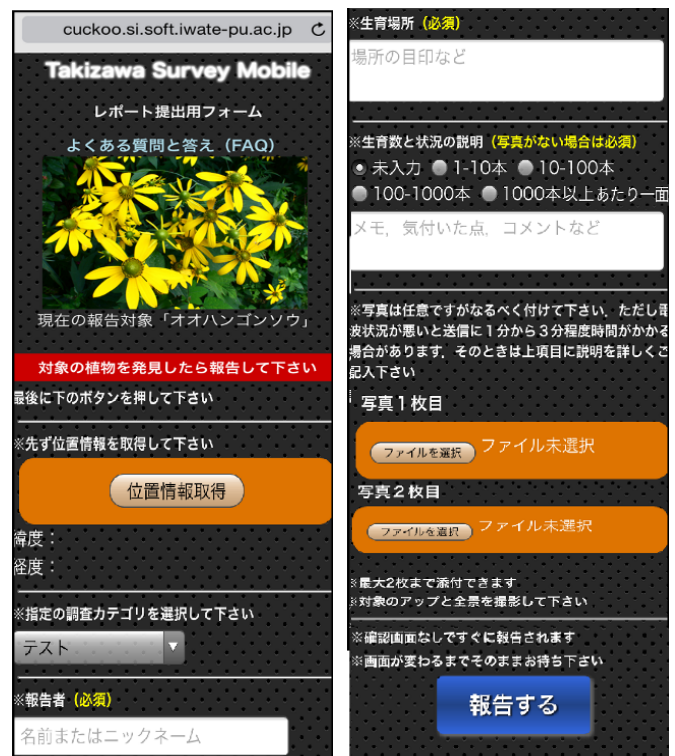 cuckoo.si.soft.iwate-pu.ac.jp
Takizawa Survey Mobile
レポート提出用フォーム
よくある質問と答え（FAQ）
現在の報告対象「オオハンゴンソウ」
対象の植物を発見したら報告して下さい
最後に下のボタンを押して下さい
※先ず位置情報を取得して下さい
位置情報取得
緯度：
経度：
※指定の調査カテゴリを選択して下さい
テスト
※報告者（必須）
名前またはニックネーム
※生育場所（必須）
場所の目印など
※生育数と状況の説明（写真がない場合は必須）
未入力 1-10本 10-100本
100-1000本 1000本以上あたり一面
メモ，気付いた点，コメントなど
※写真は任意ですがなるべく付けて下さい，ただし電
波状況が悪いと送信に１分から３分程度時間がかかる
場合があります，そのときは上項目に説明を詳しくご
記入下さい
写真１枚目
ファイルを選択 ファイル未選択
写真２枚目
ファイルを選択 ファイル未選択
※最大2枚まで添付できます
※対象のアップと全景を撮影して下さい
※確認画面なしですぐに報告されます
※画面が変わるまでそのままお待ち下さい
報告する